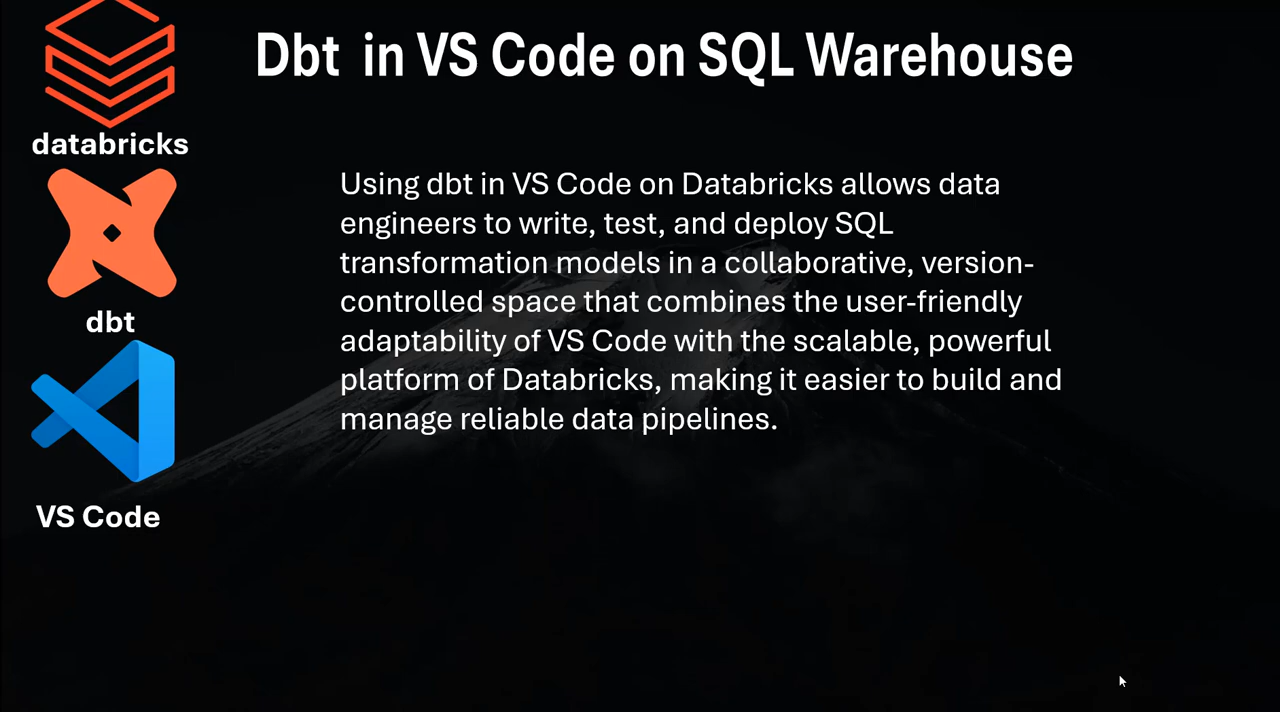 Dbt in VS Code on SQL Warehouse
databricks
dbt
VS Code
Using dbt in VS Code on Databricks allows data
engineers to write, test, and deploy SQL
transformation models in a collaborative, version-
controlled space that combines the user-friendly
adaptability of VS Code with the scalable, powerful
platform of Databricks, making it easier to build and
manage reliable data pipelines.